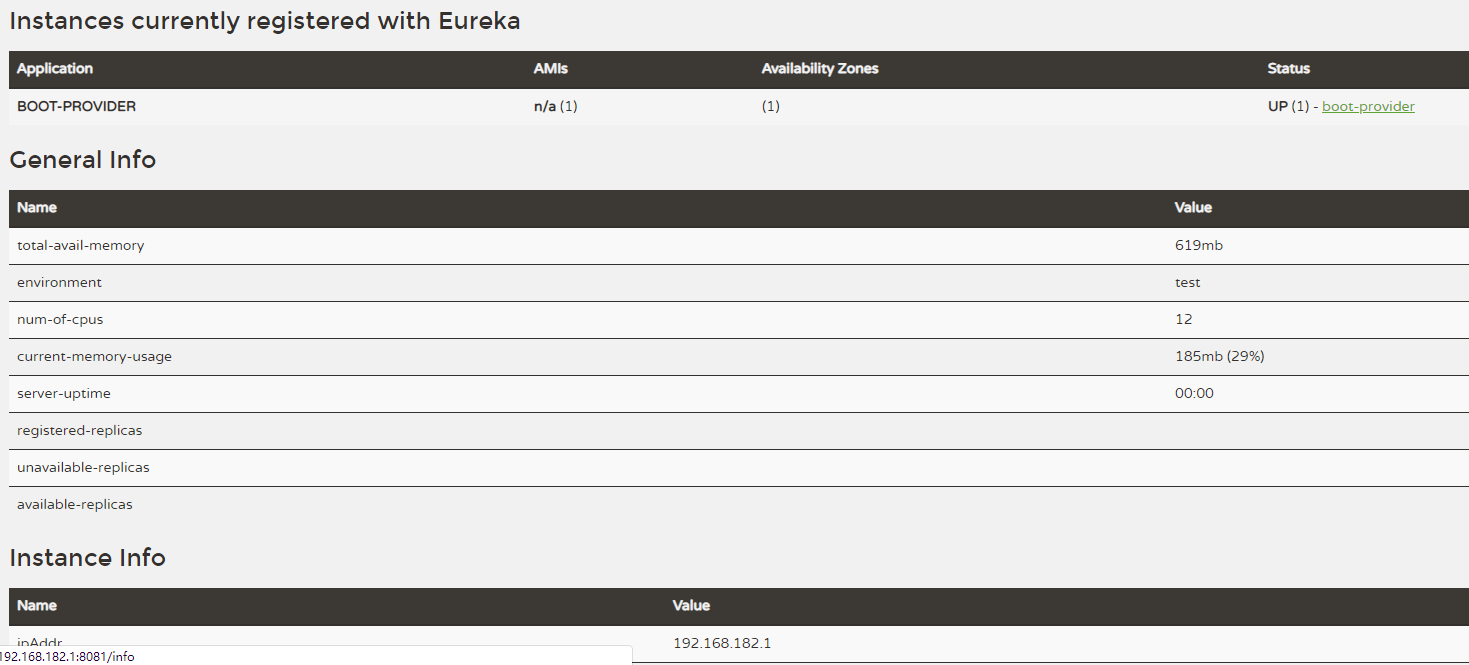 Instances currently registered with Eureka
Application AMIs Availability Zones Status
BOOT-PROVIDER n/a (1) (1) UP (1) - boot-provider
General Info
Name Value
total-avail-memory 619mb
environment test
num-of-cpus 12
current-memory-usage 185mb (29%)
server-uptime 00:00
registered-replicas
unavailable-replicas
available-replicas
Instance Info
Name Value
ipAddr 192.168.182.1
192.168.182.1:8081/info